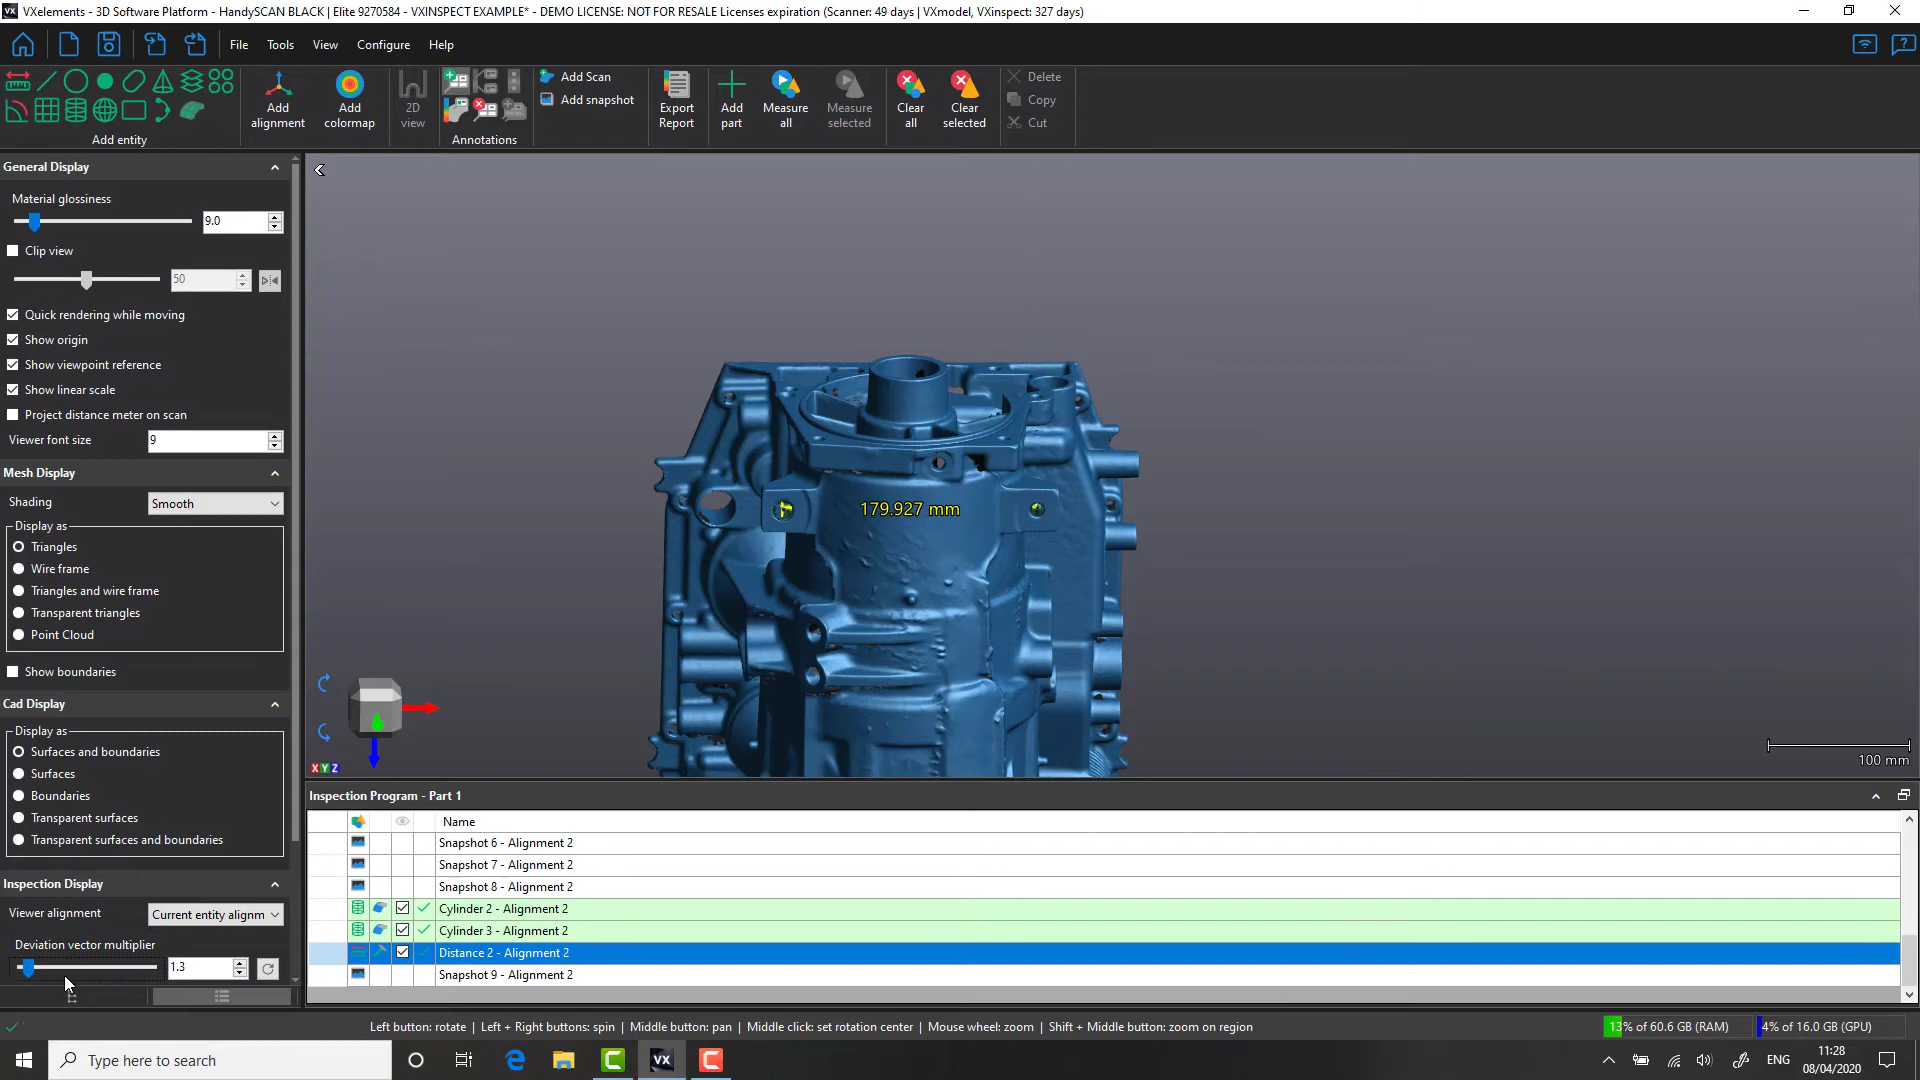 VXelements - 3D Software Platform - HandySCAN BLACK | Elite 9270584 - VXINSPECT EXAMPLE* - DEMO LICENSE: NOT FOR RESALE Licenses expiration (Scanner: 49 days | VXmodel, VXinspect: 327 days)
File Tools View Configure Help
Add entity
Add alignment
Add colormap
2D view
Annotations
Add Scan
Add snapshot
Export Report
Add part
Measure all
Measure selected
Clear all
Clear selected
Delete
Copy
Cut
General Display
Material glossiness
9.0
Clip view
50
Quick rendering while moving
Show origin
Show viewpoint reference
Show linear scale
Project distance meter on scan
Viewer font size 9
Mesh Display
Shading Smooth
Display as
Triangles
Wire frame
Triangles and wire frame
Transparent triangles
Point Cloud
Show boundaries
Cad Display
Display as
Surfaces and boundaries
Surfaces
Boundaries
Transparent surfaces
Transparent surfaces and boundaries
Inspection Display
Viewer alignment Current entity alignm
Deviation vector multiplier
1.3
179.927 mm
XYZ
100 mm
Inspection Program - Part 1
Name
Snapshot 6 - Alignment 2
Snapshot 7 - Alignment 2
Snapshot 8 - Alignment 2
Cylinder 2 - Alignment 2
Cylinder 3 - Alignment 2
Distance 2 - Alignment 2
Snapshot 9 - Alignment 2
Left button: rotate | Left + Right buttons: spin | Middle button: pan | Middle click: set rotation center | Mouse wheel: zoom | Shift + Middle button: zoom on region
13% of 60.6 GB (RAM) 4% of 16.0 GB (GPU)
Type here to search
VX
ENG
11:28
08/04/2020